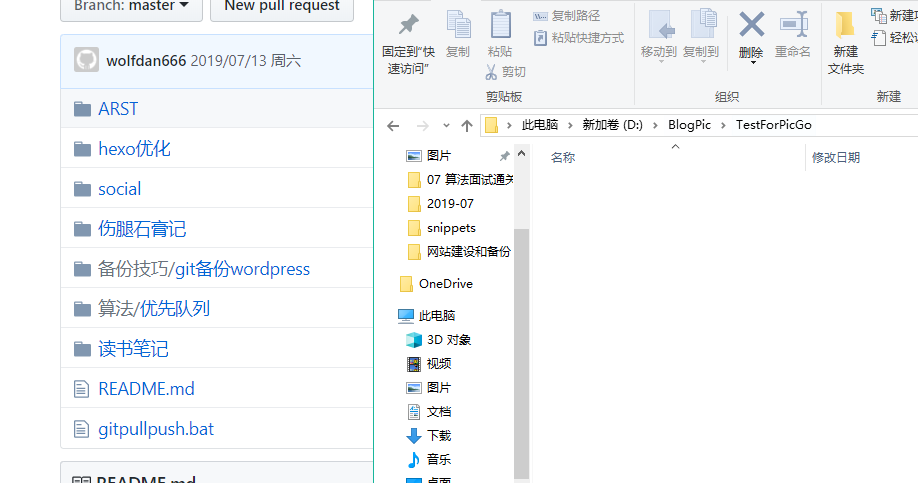 Branch: master
New pull request
wolfdan666 2019/07/13 周六
ARST
hexo优化
social
伤腿石膏记
备份技巧/git备份wordpress
算法/优先队列
读书笔记
README.md
gitpullpush.bat
README.md
固定到"快
速访问"
复制
粘贴
复制路径
粘贴快捷方式
剪切
剪贴板
移动到
复制到
删除
重命名
组织
新建
文件夹
新建项
轻松
新建
此电脑
新加卷 (D:)
BlogPic
TestForPicGo
名称
修改日期
图片
07 算法面试通关
2019-07
snippets
网站建设和备份
OneDrive
此电脑
3D 对象
视频
图片
文档
下载
音乐
桌面